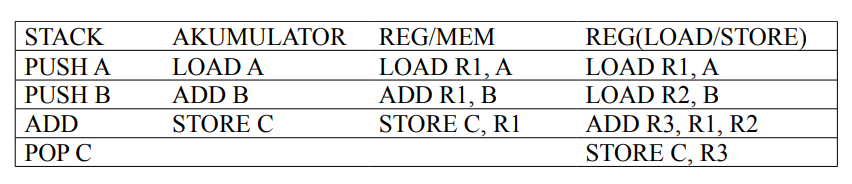 STACK AKUMULATOR REG/MEM REG(LOAD/STORE)
PUSH A LOAD A LOAD R1, A LOAD R1, A
PUSH B ADD B ADD R1, B LOAD R2, B
ADD STORE C STORE C, R1 ADD R3, R1, R2
POP C STORE C, R3